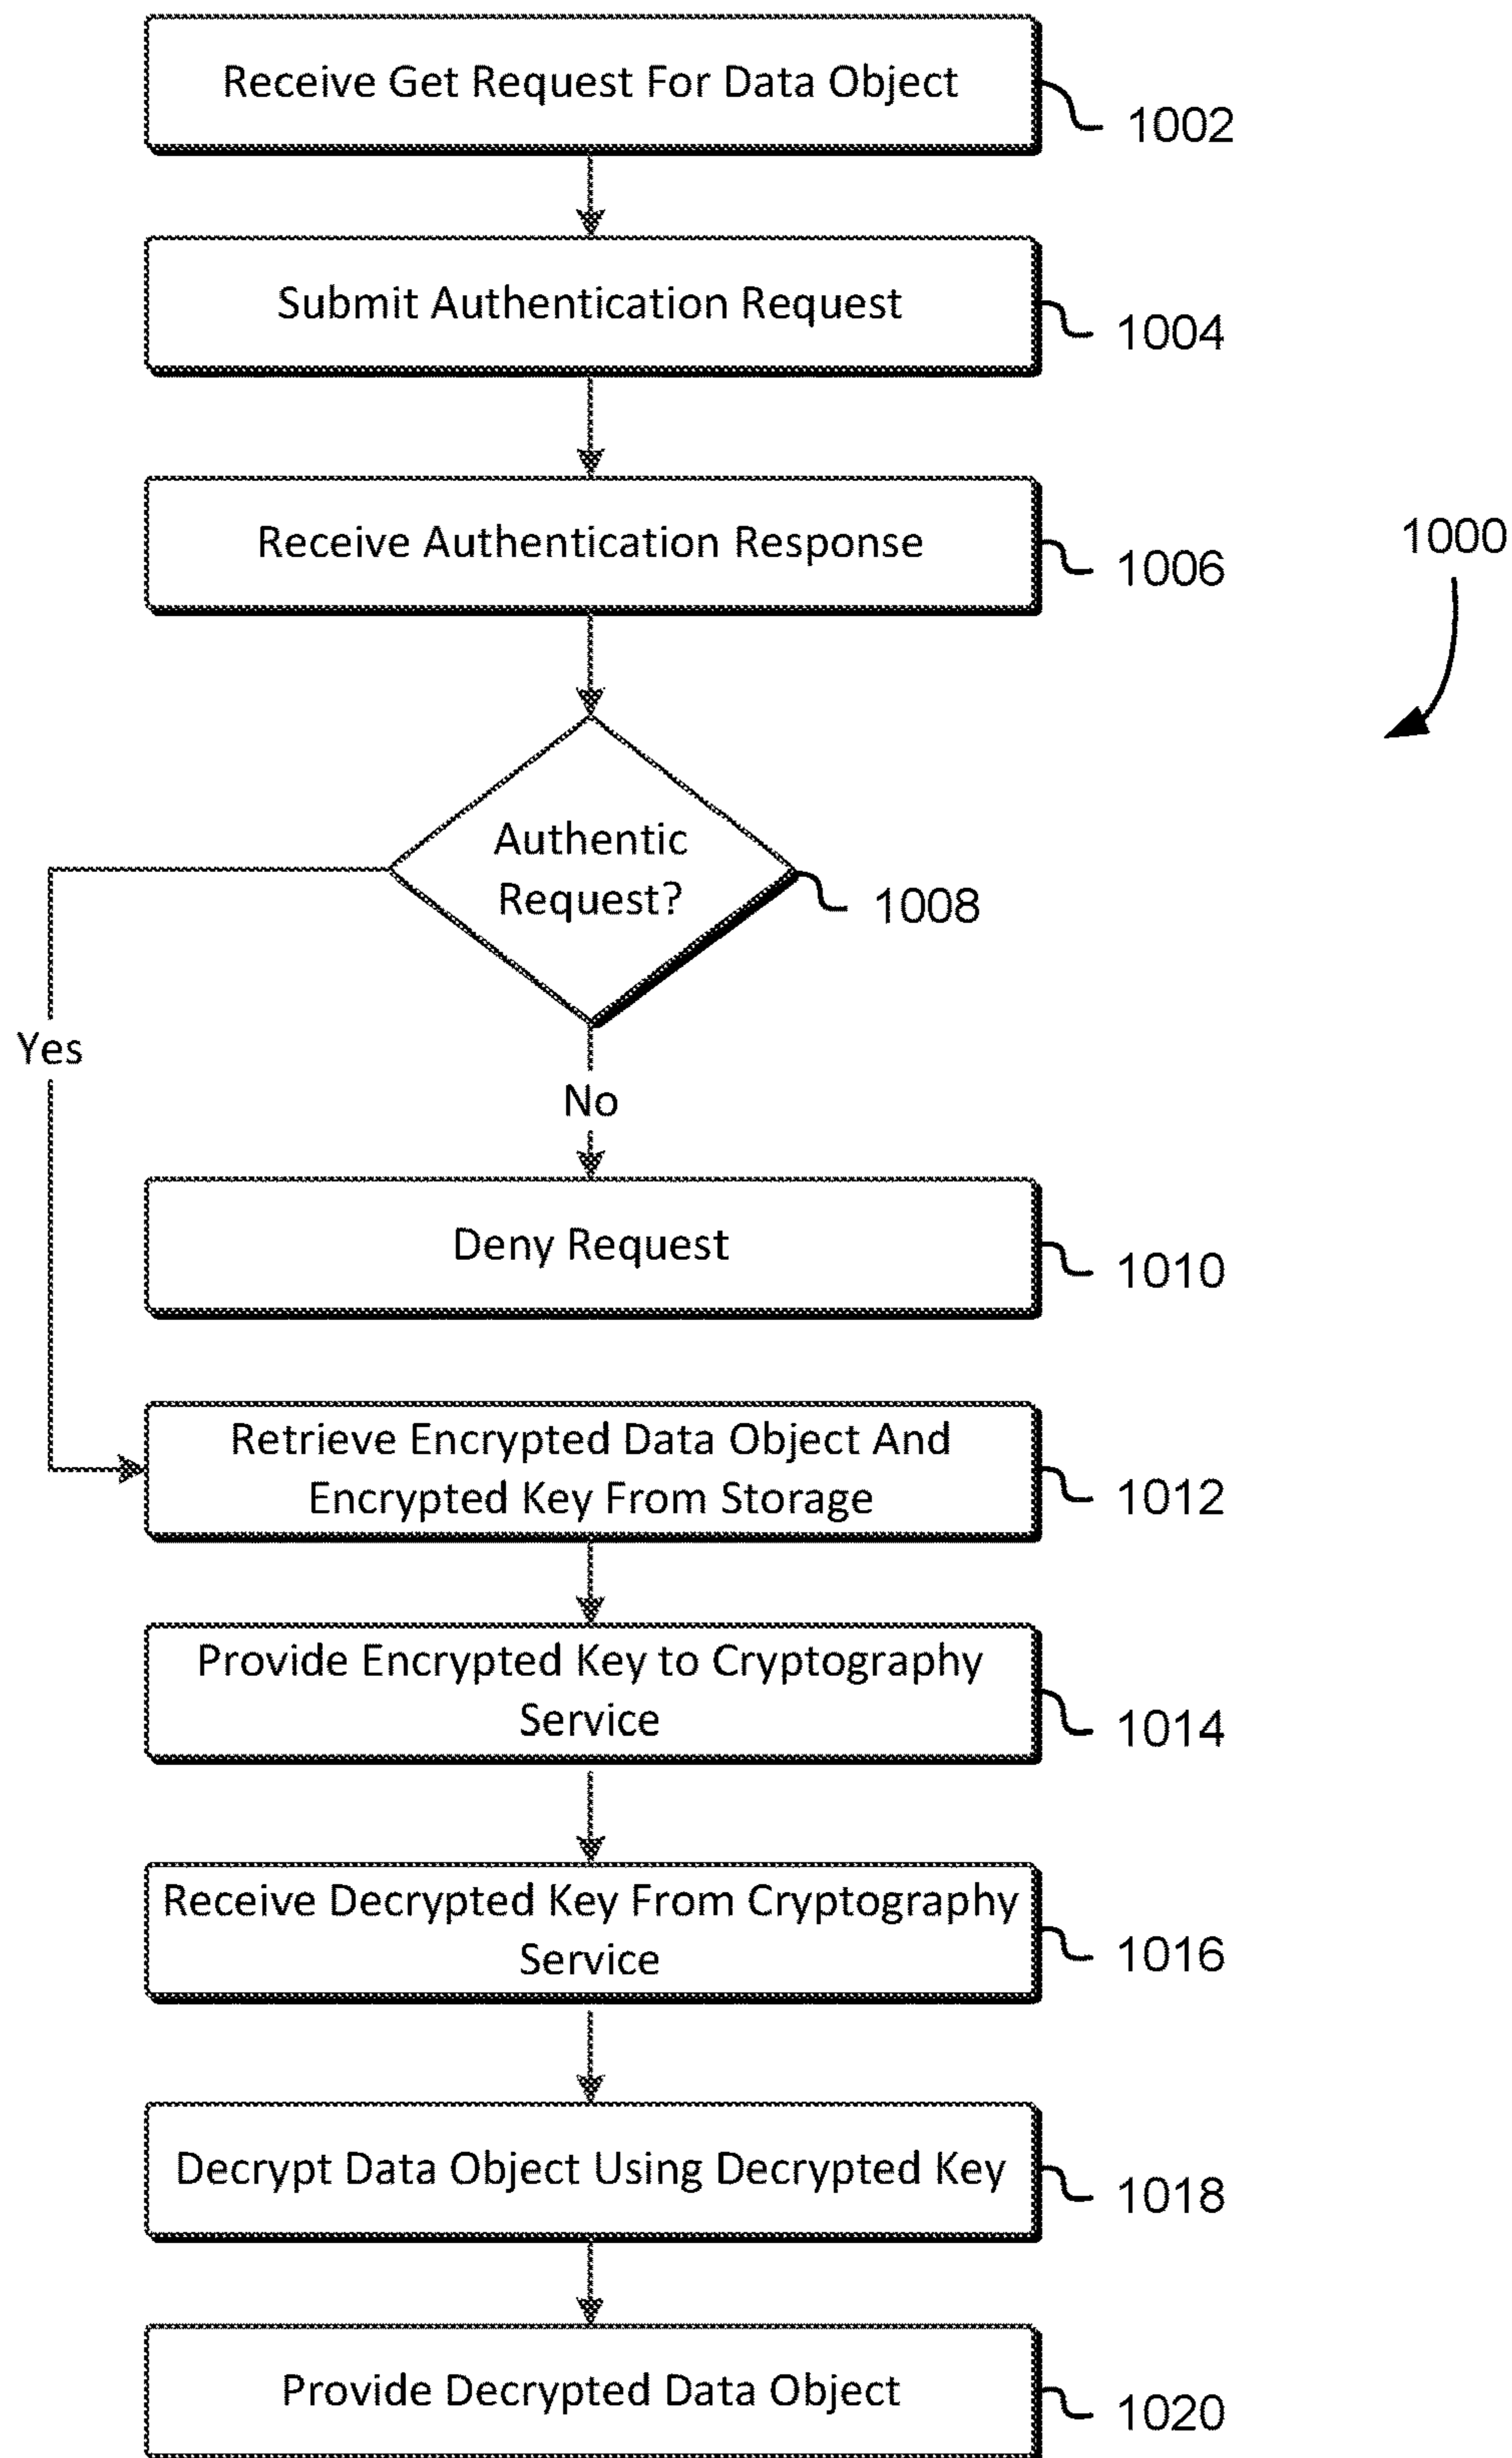 Receive Get Request For Data Object
1002
Submit Authentication Request
1004
Receive Authentication Response
1006
1000
Authentic
Request?
1008
Yes
No
Deny Request
1010
Retrieve Encrypted Data Object And
Encrypted Key From Storage
1012
Provide Encrypted Key to Cryptography
Service
1014
Receive Decrypted Key From Cryptography
Service
1016
Decrypt Data Object Using Decrypted Key
1018
Provide Decrypted Data Object
1020